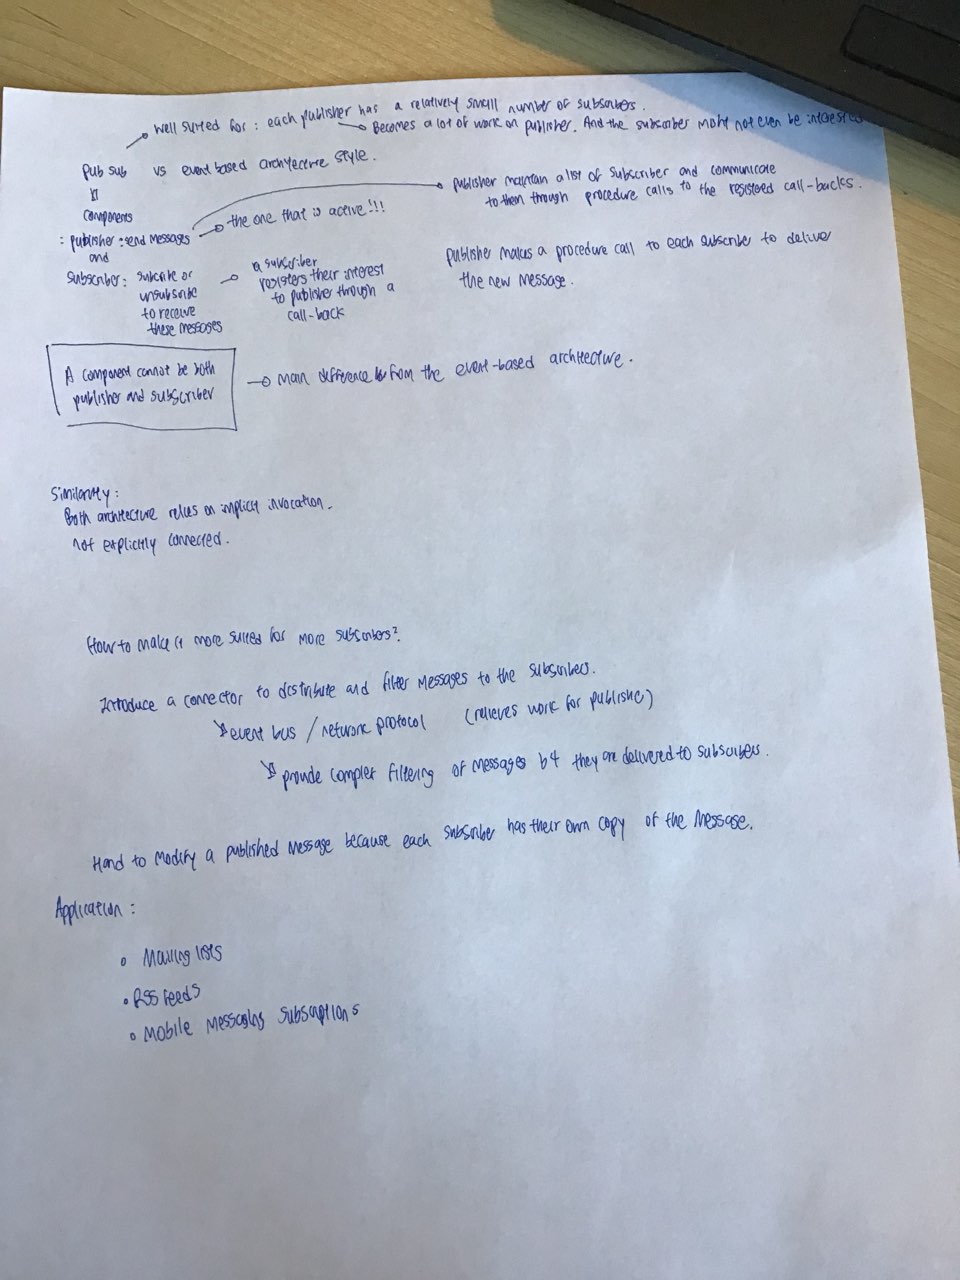 well suited for : each publisher has a relatively small number of subscribers.
Becomes a lot of work on publisher. And the subscriber might not even be interested
Pub sub vs event based architecture style.
components
: publisher : send messages
and
subscriber : subscribe or
unsubscribe
to receive
these messages
the one that is active!!!
publisher maintain a list of subscriber and communicate
to them through procedure calls to the registered call-backs.
a subscriber
registers their interest
to publisher through a
call-back
publisher makes a procedure call to each subscriber to deliver
the new message.
A component cannot be both
publisher and subscriber
main difference from the event-based architecture.
Similarity :
Both architecture relies on implicit invocation.
not explicitly connected.
How to make it more suited for more subscribers?
Introduce a connector to distribute and filter messages to the subscribers.
event bus / network protocol (relieves work for publisher)
provide complex filtering of messages b4 they are delivered to subscribers.
Hard to modify a published message because each subscriber has their own copy of the message.
Application :
• Mailing lists
• RSS feeds
• Mobile Messaging subscriptions